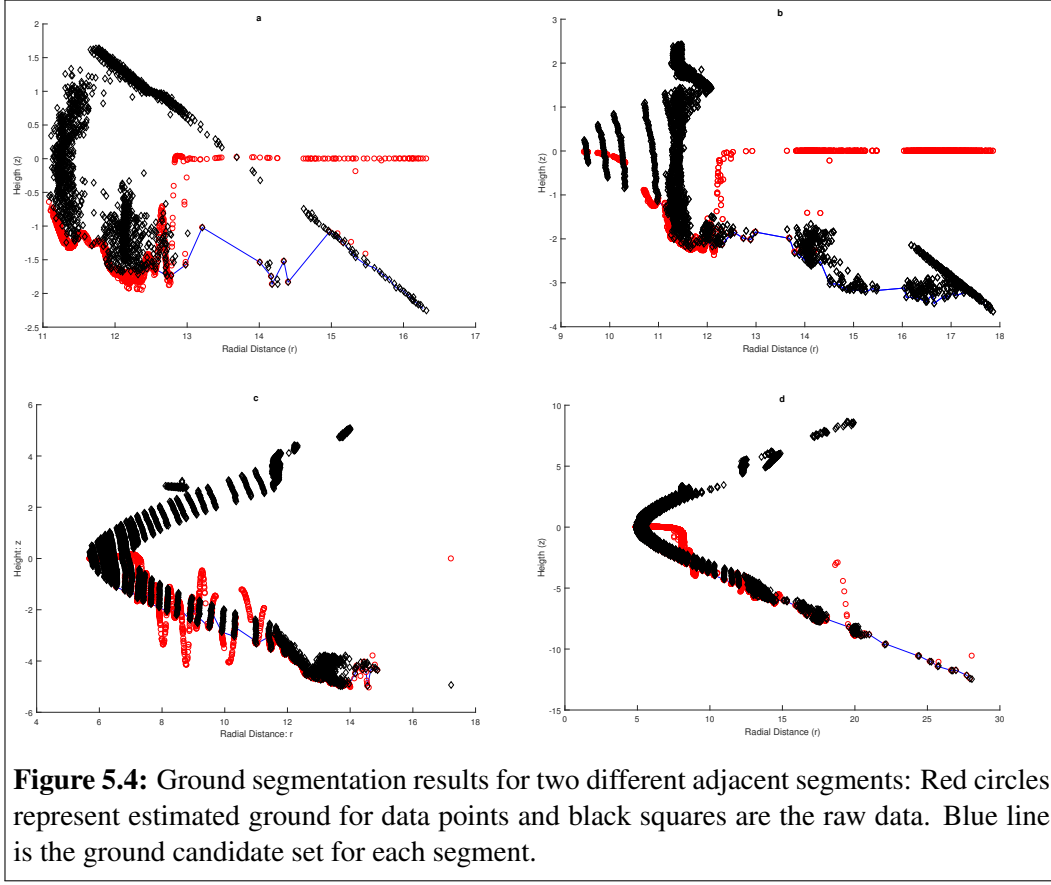 a
2
1.5
1
0.5
0
-0.5
-1
-1.5
-2
-2.5
Heigth (z)
11 12 13 14 15 16 17
Radial Distance (r)
b
3
2
1
0
-1
-2
-3
-4
Heigth (z)
9 10 11 12 13 14 15 16 17 18
Radial Distance (r)
c
6
4
2
0
-2
-4
-6
Height: z
4 6 8 10 12 14 16 18
Radial Distance: r
d
10
5
0
-5
-10
-15
Heigth (z)
0 5 10 15 20 25 30
Radial Distance (r)
Figure 5.4: Ground segmentation results for two different adjacent segments: Red circles
represent estimated ground for data points and black squares are the raw data. Blue line
is the ground candidate set for each segment.